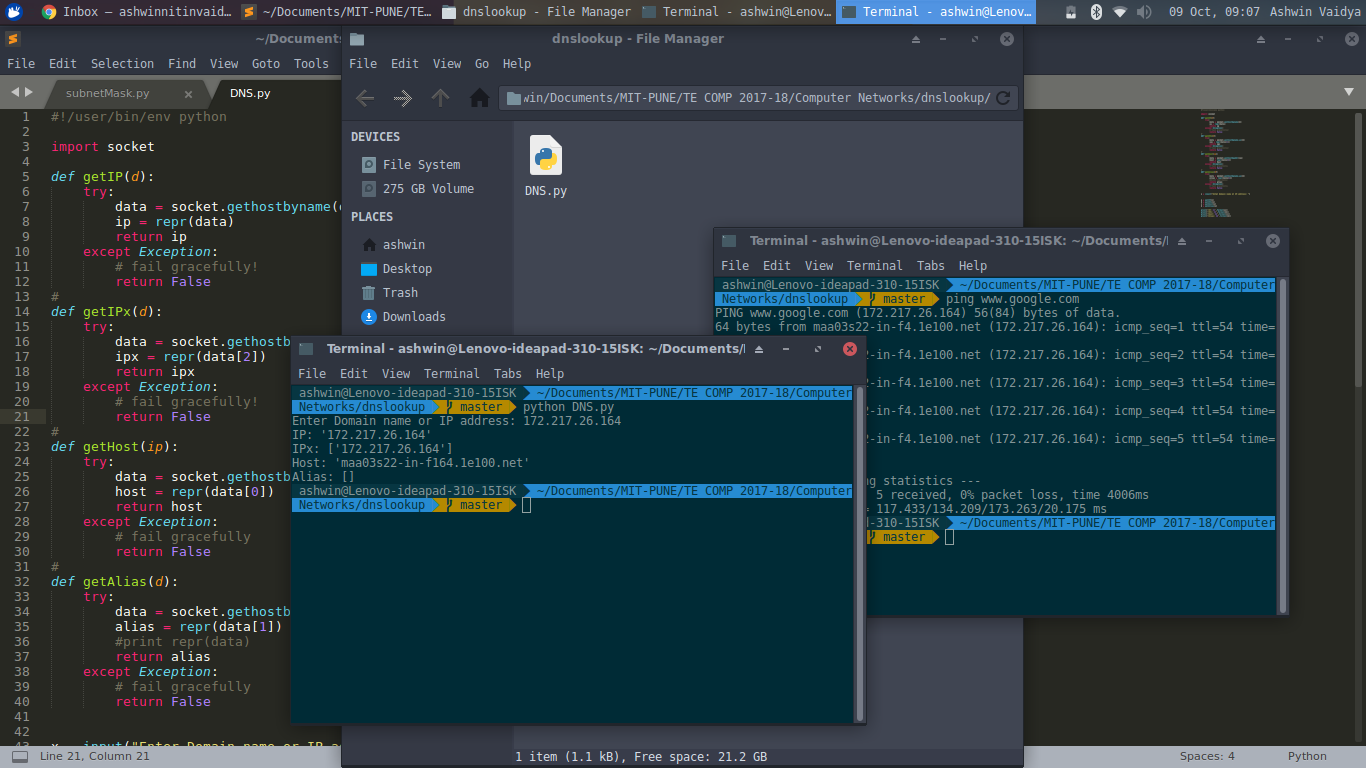 Inbox — ashwinnitinvaid...
~/Documents/MIT-PUNE/TE...
dnslookup - File Manager
Terminal - ashwin@Lenov...
Terminal - ashwin@Lenov...
09 Oct, 09:07
Ashwin Vaidya
~/Documents
File Edit Selection Find View Goto Tools
subnetMask.py
DNS.py
1 #!/user/bin/env python
2
3 import socket
4
5 def getIP(d):
6 try:
7 data = socket.gethostbyname(
8 ip = repr(data)
9 return ip
10 except Exception:
11 # fail gracefully!
12 return False
13 #
14 def getIPx(d):
15 try:
16 data = socket.gethostb
17 ipx = repr(data[2])
18 return ipx
19 except Exception:
20 # fail gracefully!
21 return False
22 #
23 def getHost(ip):
24 try:
25 data = socket.gethostb
26 host = repr(data[0])
27 return host
28 except Exception:
29 # fail gracefully
30 return False
31 #
32 def getAlias(d):
33 try:
34 data = socket.gethostb
35 alias = repr(data[1])
36 #print repr(data)
37 return alias
38 except Exception:
39 # fail gracefully
40 return False
41
42
43 x = input("Enter Domain name or IP a
Line 21, Column 21
Spaces: 4
Python
dnslookup - File Manager
File Edit View Go Help
win/Documents/MIT-PUNE/TE COMP 2017-18/Computer Networks/dnslookup/
DEVICES
File System
275 GB Volume
PLACES
ashwin
Desktop
Trash
Downloads
DNS.py
1 item (1.1 kB), Free space: 21.2 GB
Terminal - ashwin@Lenovo-ideapad-310-15ISK: ~/Documents/
File Edit View Terminal Tabs Help
ashwin@Lenovo-ideapad-310-15ISK ~/Documents/MIT-PUNE/TE COMP 2017-18/Computer
Networks/dnslookup master ping www.google.com
PING www.google.com (172.217.26.164) 56(84) bytes of data.
64 bytes from maa03s22-in-f4.1e100.net (172.217.26.164): icmp_seq=1 ttl=54 time=
-in-f4.1e100.net (172.217.26.164): icmp_seq=2 ttl=54 time=
-in-f4.1e100.net (172.217.26.164): icmp_seq=3 ttl=54 time=
-in-f4.1e100.net (172.217.26.164): icmp_seq=4 ttl=54 time=
-in-f4.1e100.net (172.217.26.164): icmp_seq=5 ttl=54 time=
g statistics ---
5 received, 0% packet loss, time 4006ms
= 117.433/134.209/173.263/20.175 ms
d-310-15ISK ~/Documents/MIT-PUNE/TE COMP 2017-18/Computer
master
Terminal - ashwin@Lenovo-ideapad-310-15ISK: ~/Documents/
File Edit View Terminal Tabs Help
ashwin@Lenovo-ideapad-310-15ISK ~/Documents/MIT-PUNE/TE COMP 2017-18/Computer
Networks/dnslookup master python DNS.py
Enter Domain name or IP address: 172.217.26.164
IP: '172.217.26.164'
IPx: ['172.217.26.164']
Host: 'maa03s22-in-f164.1e100.net'
Alias: []
ashwin@Lenovo-ideapad-310-15ISK ~/Documents/MIT-PUNE/TE COMP 2017-18/Computer
Networks/dnslookup master